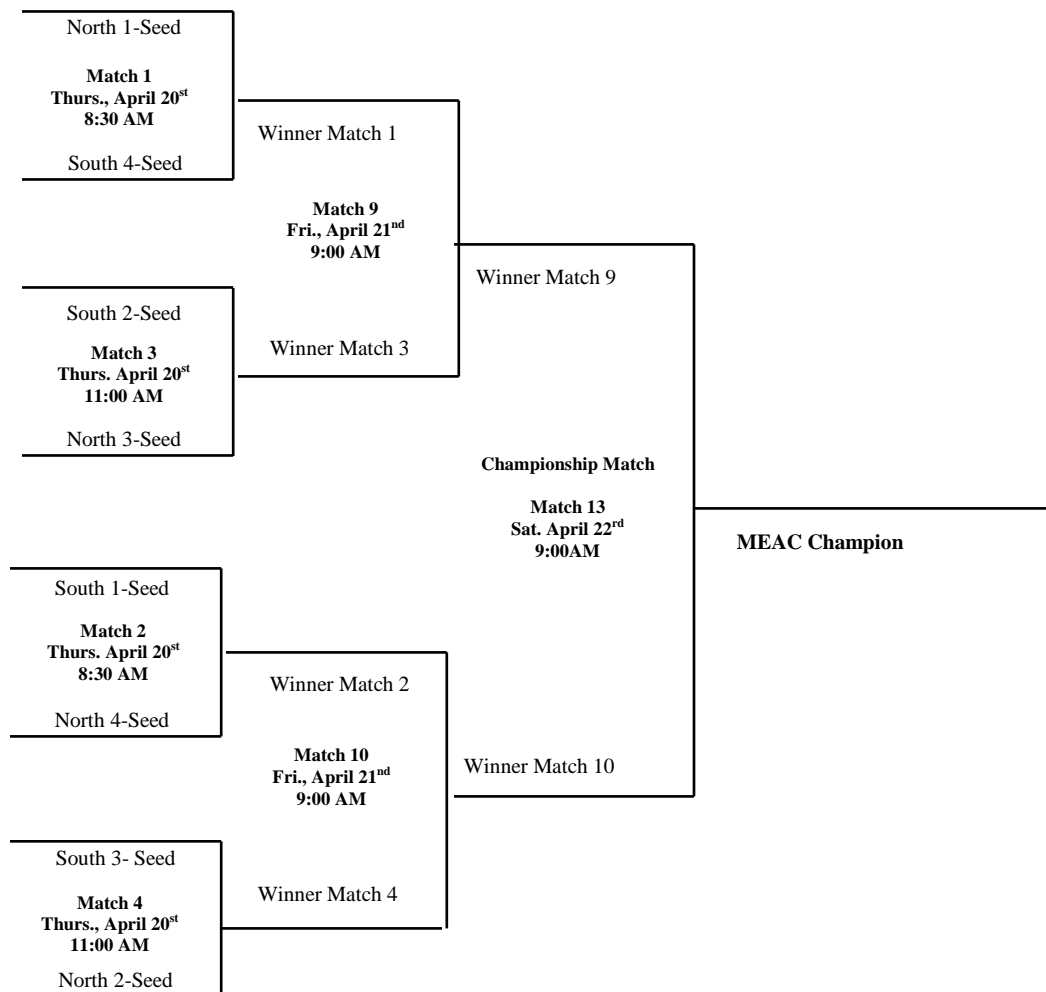 North 1-Seed
Match 1
Thurs., April 20st
8:30 AM
South 4-Seed
Winner Match 1
Match 9
Fri., April 21nd
9:00 AM
Winner Match 9
South 2-Seed
Match 3
Thurs. April 20st
11:00 AM
North 3-Seed
Winner Match 3
Championship Match
Match 13
Sat. April 22rd
9:00AM
MEAC Champion
South 1-Seed
Match 2
Thurs. April 20st
8:30 AM
North 4-Seed
Winner Match 2
Match 10
Fri., April 21nd
9:00 AM
Winner Match 10
South 3- Seed
Match 4
Thurs., April 20st
11:00 AM
North 2-Seed
Winner Match 4